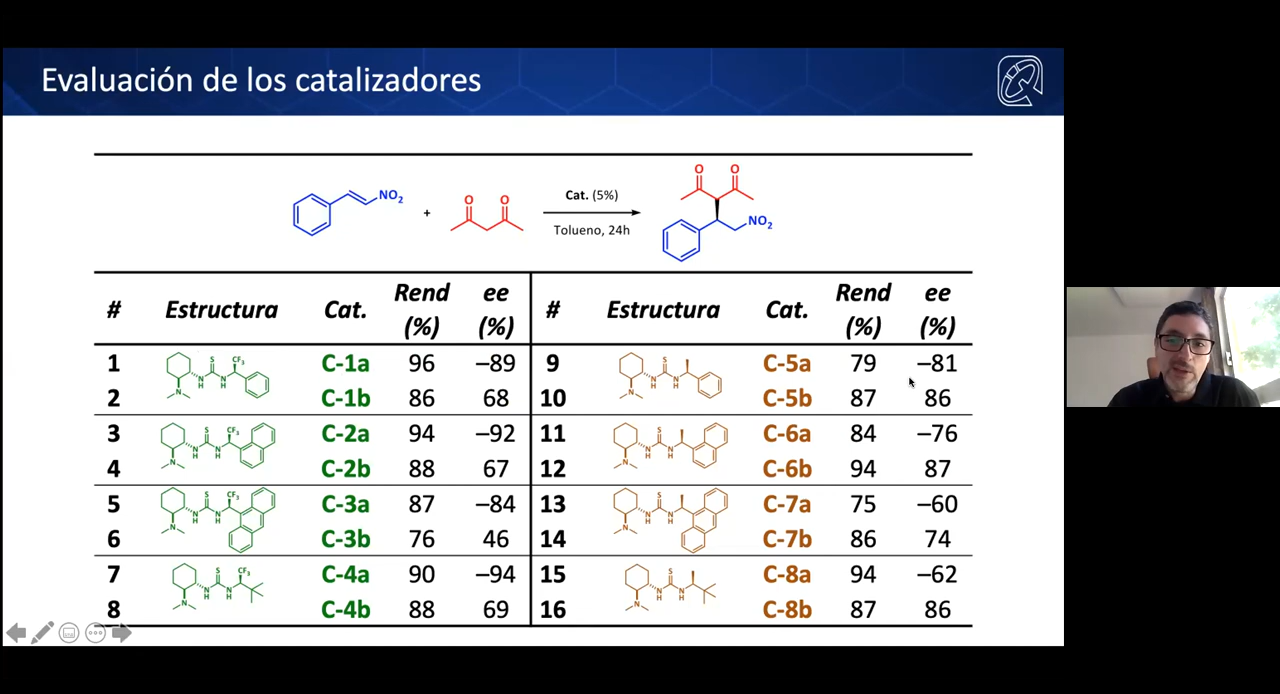 Evaluación de los catalizadores
NO2
+
O O
Cat. (5%)
Tolueno, 24h
O O
NO2
# Estructura Cat. Rend (%) ee (%) # Estructura Cat. Rend (%) ee (%)
1 C-1a 96 –89 9 C-5a 79 –81
2 C-1b 86 68 10 C-5b 87 86
3 C-2a 94 –92 11 C-6a 84 –76
4 C-2b 88 67 12 C-6b 94 87
5 C-3a 87 –84 13 C-7a 75 –60
6 C-3b 76 46 14 C-7b 86 74
7 C-4a 90 –94 15 C-8a 94 –62
8 C-4b 88 69 16 C-8b 87 86